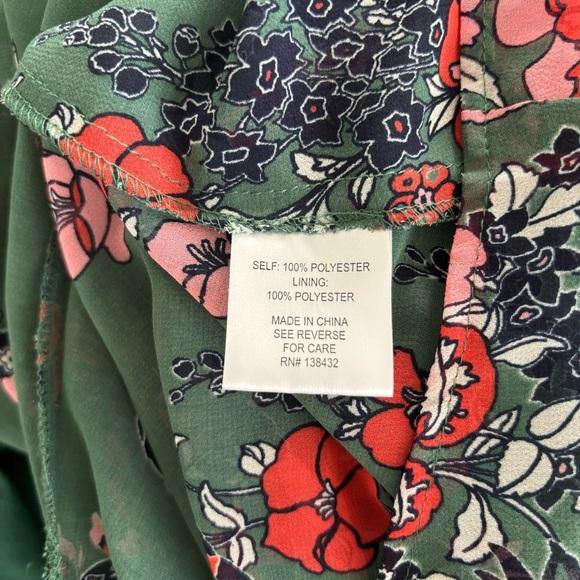 SELF: 100% POLYESTER
LINING:
100% POLYESTER
MADE IN CHINA
SEE REVERSE
FOR CARE
RN# 138432